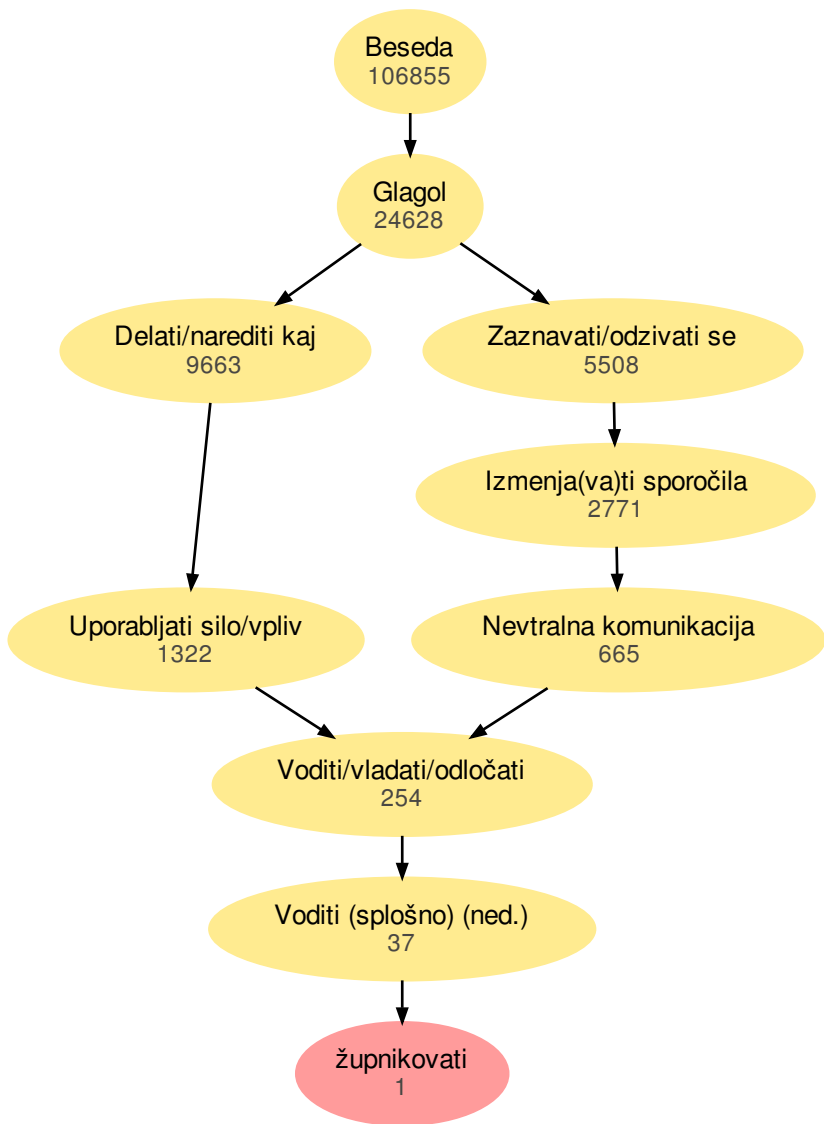 Beseda
106855
Glagol
24628
Delati/narediti kaj
9663
Zaznavati/odzivati se
5508
Izmenja(va)ti sporočila
2771
Uporabljati silo/vpliv
1322
Nevtralna komunikacija
665
Voditi/vladati/odločati
254
Voditi (splošno) (ned.)
37
župnikovati
1